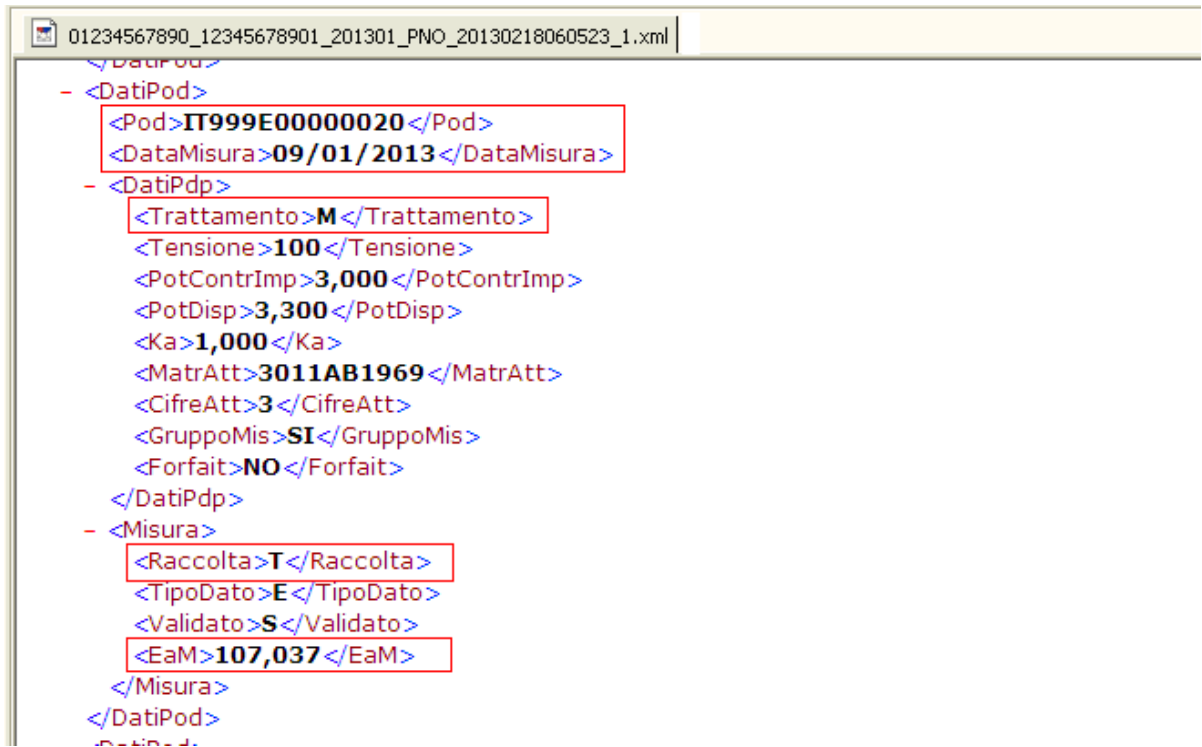 01234567890_12345678901_201301_PNO_20130218060523_1.xml
</DatiPod>
- <DatiPod>
<Pod>IT999E00000020</Pod>
<DataMisura>09/01/2013</DataMisura>
- <DatiPdp>
<Trattamento>M</Trattamento>
<Tensione>100</Tensione>
<PotContrImp>3,000</PotContrImp>
<PotDisp>3,300</PotDisp>
<Ka>1,000</Ka>
<MatrAtt>3011AB1969</MatrAtt>
<CifreAtt>3</CifreAtt>
<GruppoMis>SI</GruppoMis>
<Forfait>NO</Forfait>
</DatiPdp>
- <Misura>
<Raccolta>T</Raccolta>
<TipoDato>E</TipoDato>
<Validato>S</Validato>
<EaM>107,037</EaM>
</Misura>
</DatiPod>
<DatiPod>